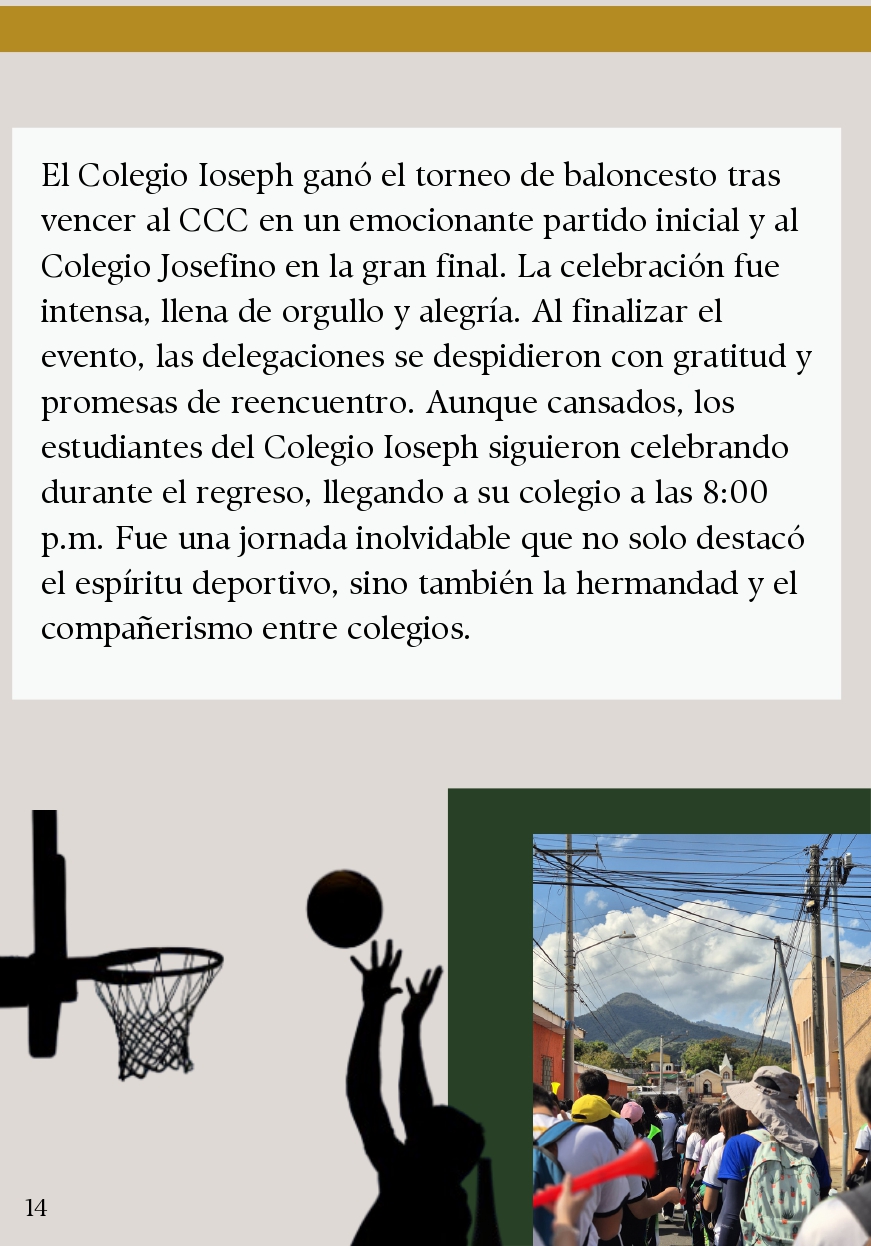 El Colegio Ioseph ganó el torneo de baloncesto tras
vencer al CCC en un emocionante partido inicial y al
Colegio Josefino en la gran final. La celebración fue
intensa, llena de orgullo y alegría. Al finalizar el
evento, las delegaciones se despidieron con gratitud y
promesas de reencuentro. Aunque cansados, los
estudiantes del Colegio Ioseph siguieron celebrando
durante el regreso, llegando a su colegio a las 8:00
p.m. Fue una jornada inolvidable que no solo destacó
el espíritu deportivo, sino también la hermandad y el
compañerismo entre colegios.
14